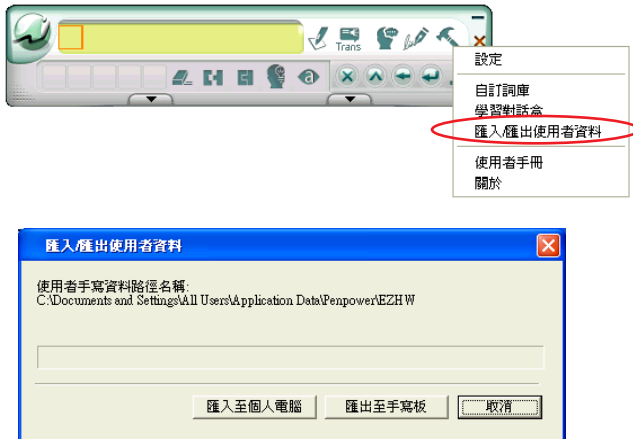 Trans
設定
自訂詞庫
學習對話盒
匯入/匯出使用者資料
使用者手冊
關於
匯入/匯出使用者資料
使用者手寫資料路徑名稱:
C:\Documents and Settings\All Users\Application Data\Penpower\EZHW
匯入至個人電腦 匯出至手寫板 取消